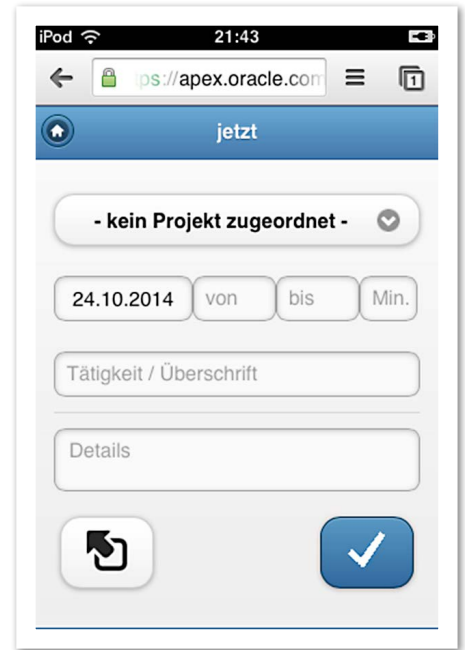 iPod 21:43
ps://apex.oracle.com 1
jetzt
- kein Projekt zugeordnet -
24.10.2014 von bis Min.
Tätigkeit / Überschrift
Details